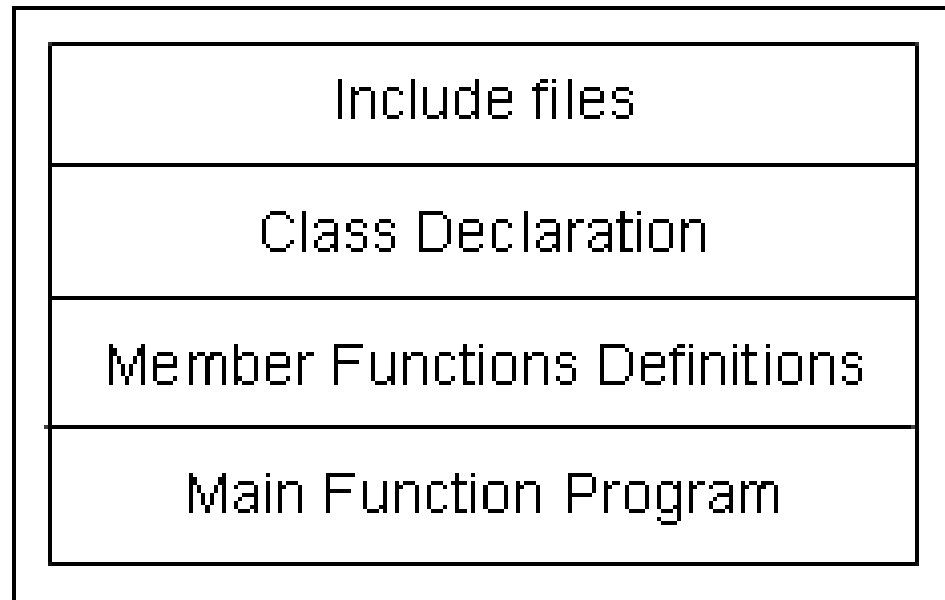 Include files
Class Declaration
Member Functions Definitions
Main Function Program